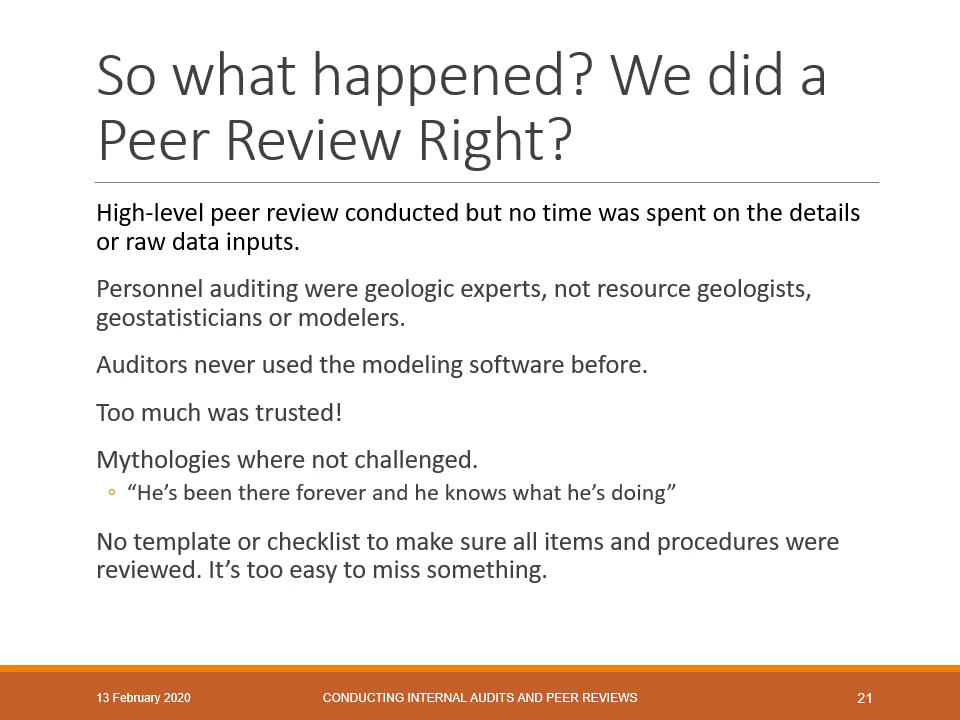 So what happened? We did a
Peer Review Right?
High-level peer review conducted but no time was spent on the details
or raw data inputs.
Personnel auditing were geologic experts, not resource geologists,
geostatisticians or modelers.
Auditors never used the modeling software before.
Too much was trusted!
Mythologies where not challenged.
◦ “He’s been there forever and he knows what he’s doing”
No template or checklist to make sure all items and procedures were
reviewed. It’s too easy to miss something.
13 February 2020 CONDUCTING INTERNAL AUDITS AND PEER REVIEWS 21